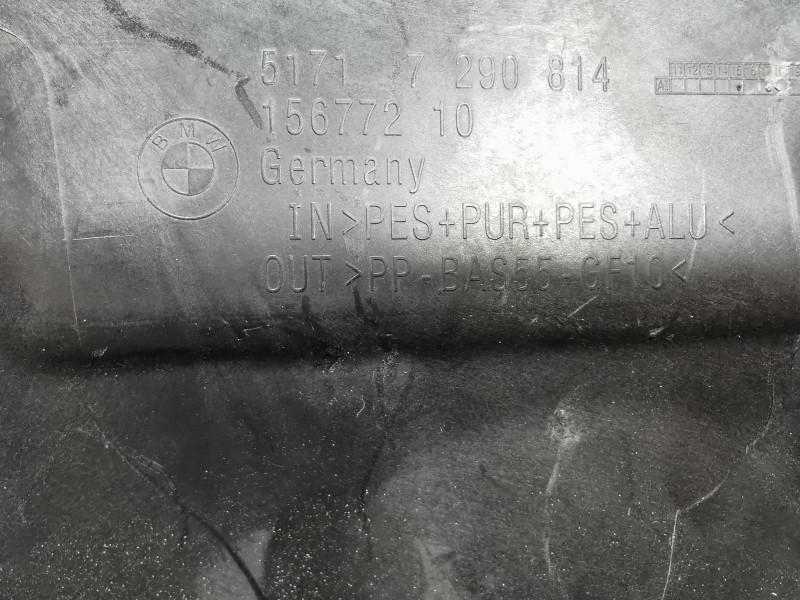 5171 7 290 814
156772 10
BMW
Germany
IN >PES+PUR+PES+ALU<
OUT >PP-BAS55-GF10<